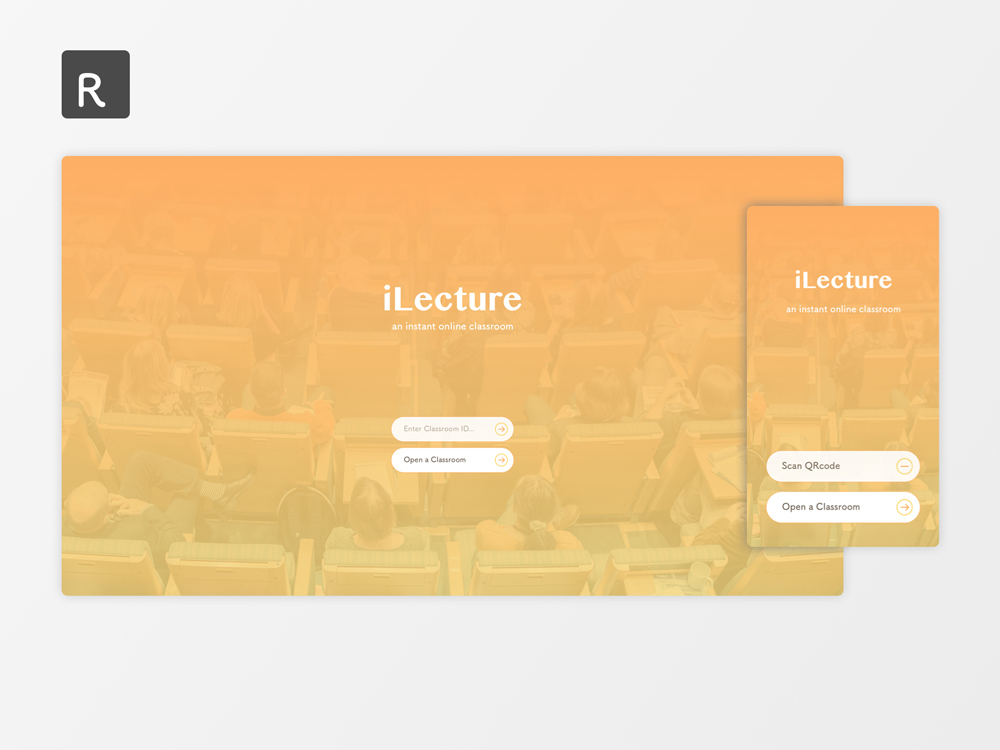 R
iLecture
an instant online classroom
Enter Classroom ID...
Open a Classroom
iLecture
an instant online classroom
Scan QRcode
Open a Classroom